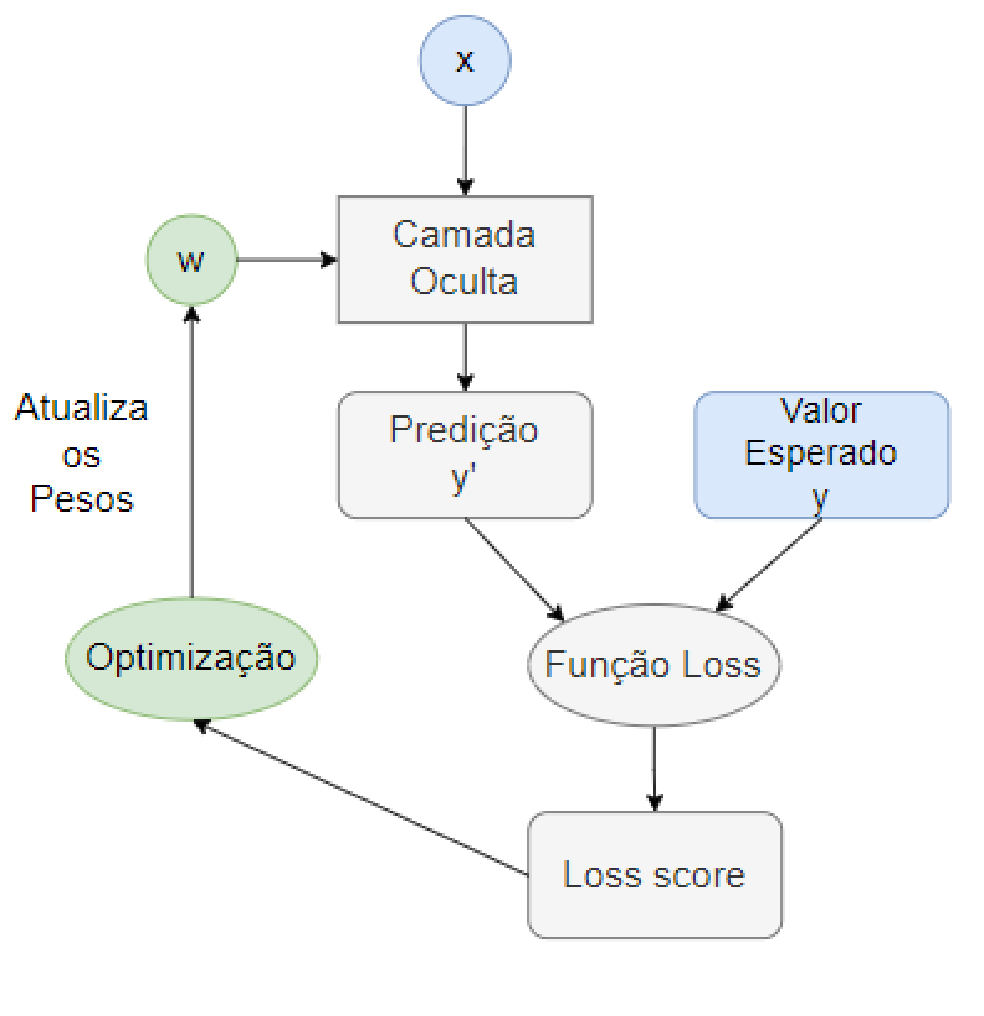 x
w
Camada
Oculta
Atualiza
os
Pesos
Predição
y'
Valor
Esperado
y
Optimização
Função Loss
Loss score